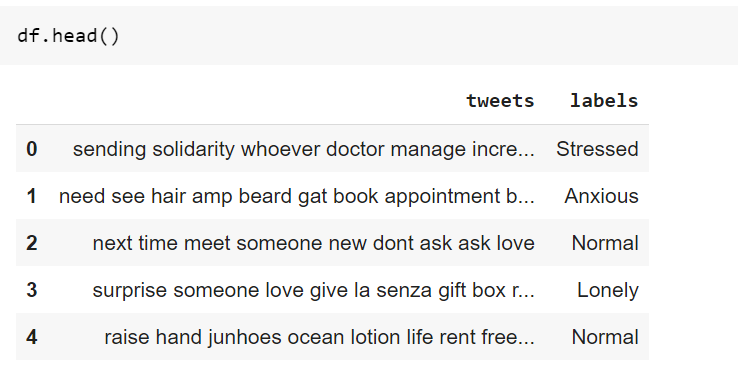 df.head()
tweets labels
0 sending solidarity whoever doctor manage incre... Stressed
1 need see hair amp beard gat book appointment b... Anxious
2 next time meet someone new dont ask ask love Normal
3 surprise someone love give la senza gift box r... Lonely
4 raise hand junhoes ocean lotion life rent free... Normal